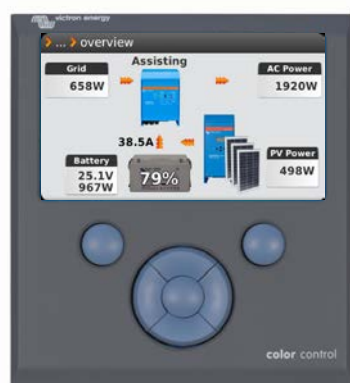 victron energy
> ... > overview
Assisting
Grid
658W
AC Power
1920W
38.5A
Battery
25.1V
967W
79%
PV Power
498W
color control